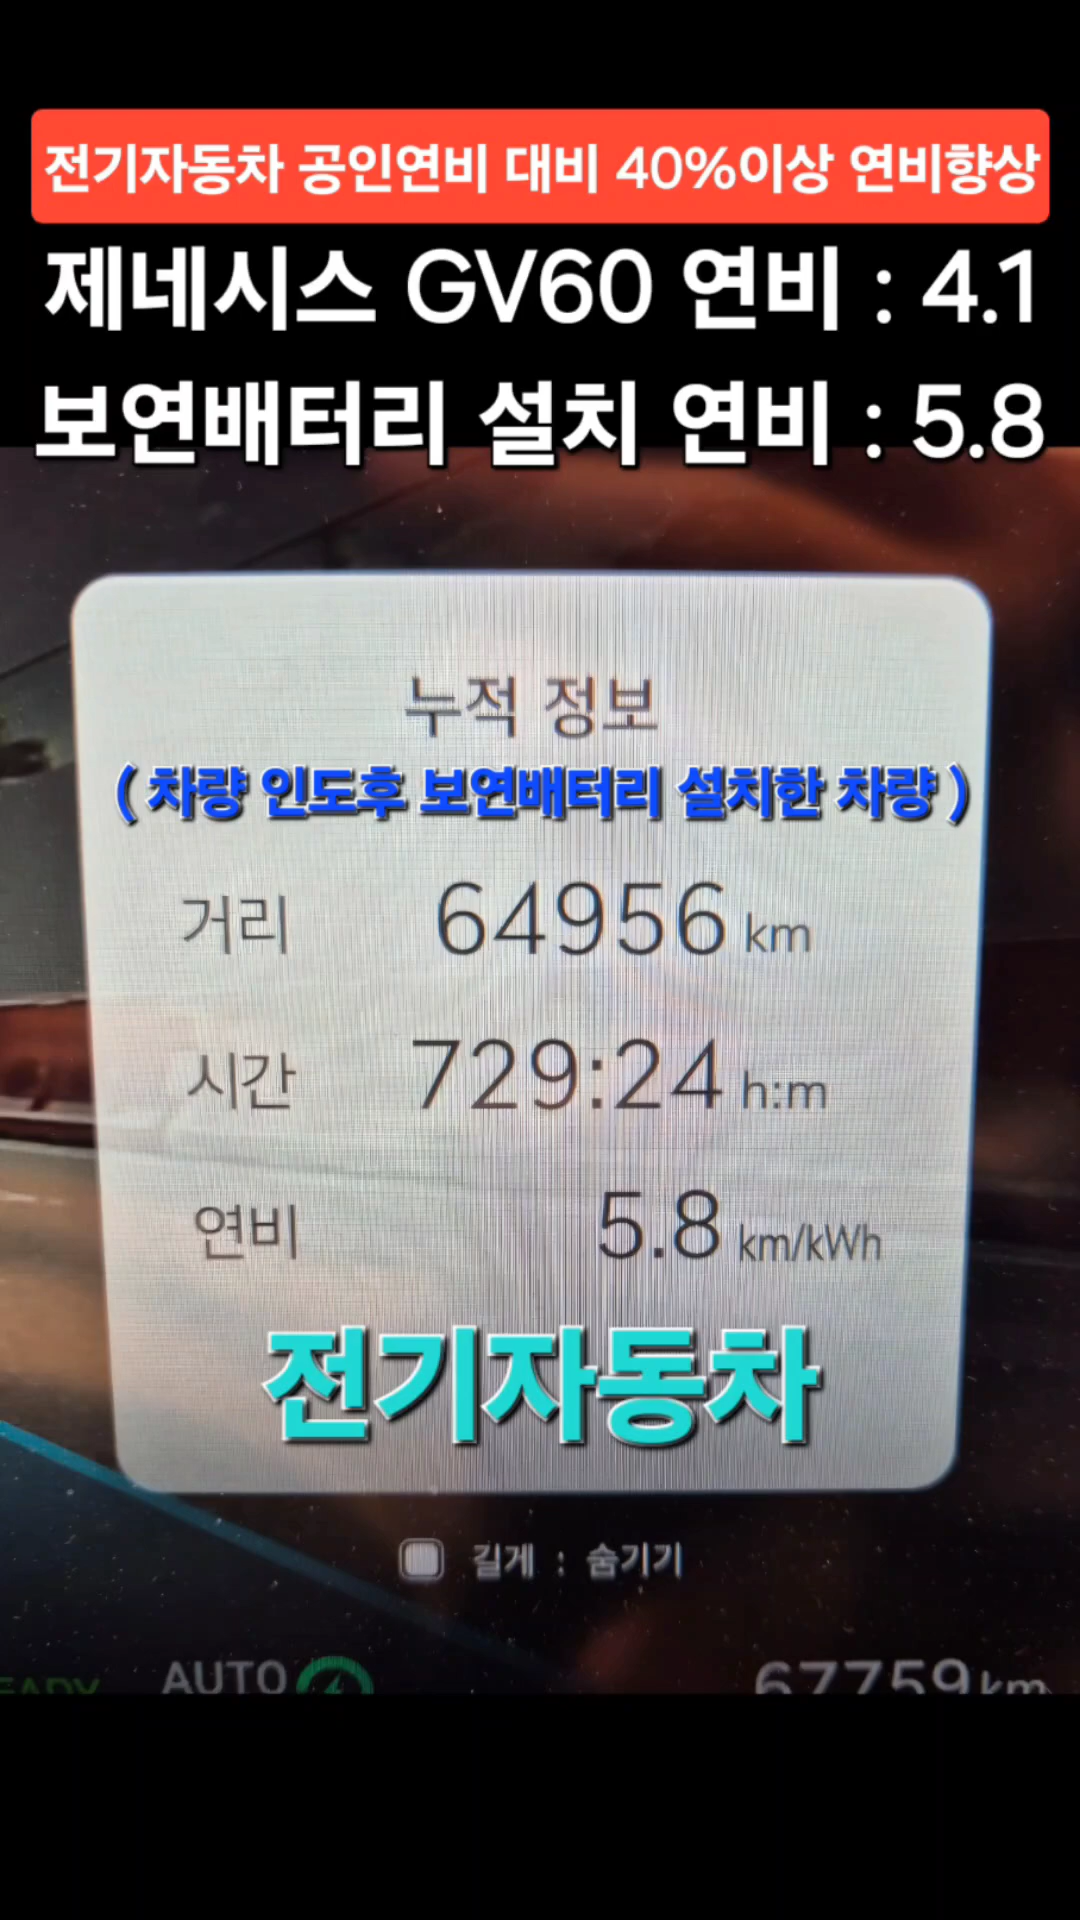 전기자동차 공인연비 대비 40%이상 연비향상
제네시스 GV60 연비 : 4.1
보연배터리 설치 연비 : 5.8
누적 정보
( 차량 인도후 보연배터리 설치한 차량 )
거리 64956 km
시간 729:24 h:m
연비 5.8 km/kWh
전기자동차
길게 : 숨기기
READY AUTO 67759 km